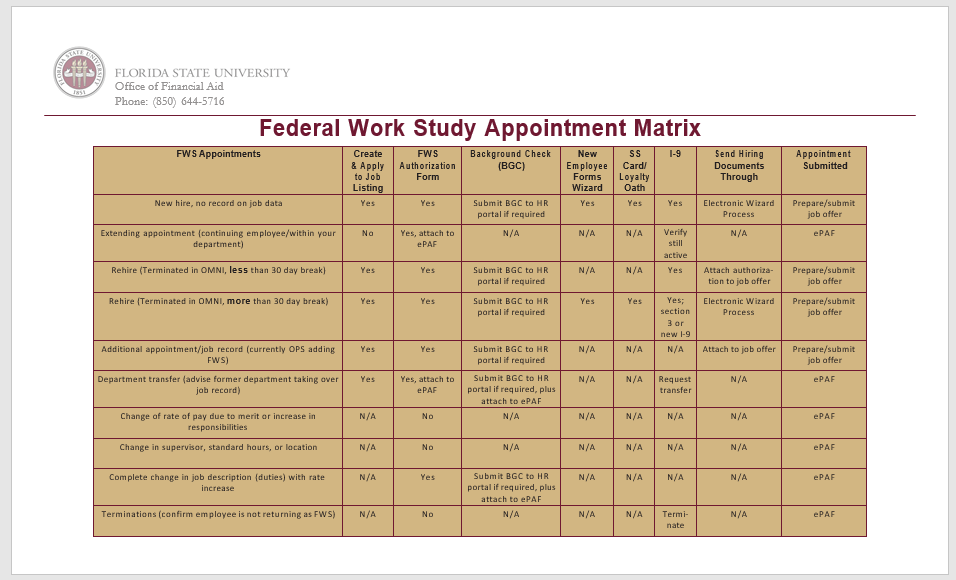 FLORIDA STATE UNIVERSITY
1851
FLORIDA STATE UNIVERSITY
Office of Financial Aid
Phone: (850) 644-5716
Federal Work Study Appointment Matrix
FWS Appointments
Create
& Apply
to Job
Listing
FWS
Authorization
Form
Background Check
(BGC)
New
Employee
Forms
Wizard
SS
Card/
Loyalty
Oath
I-9
Send Hiring
Documents
Through
Appointment
Submitted
New hire, no record on job data
Yes
Yes
Submit BGC to HR
portal if required
Yes
Yes
Yes
Electronic Wizard
Process
Prepare/submit
job offer
Extending appointment (continuing employee/within your
department)
No
Yes, attach to
ePAF
N/A
N/A
N/A
Verify
still
active
N/A
ePAF
Rehire (Terminated in OMNI, less than 30 day break)
Yes
Yes
Submit BGC to HR
portal if required
N/A
N/A
Yes
Attach authoriza-
tion to job offer
Prepare/submit
job offer
Rehire (Terminated in OMNI, more than 30 day break)
Yes
Yes
Submit BGC to HR
portal if required
Yes
Yes
Yes;
section
3 or
new I-9
Electronic Wizard
Process
Prepare/submit
job offer
Additional appointment/job record (currently OPS adding
FWS)
Yes
Yes
Submit BGC to HR
portal if required
N/A
N/A
N/A
Attach to job offer
Prepare/submit
job offer
Department transfer (advise former department taking over
job record)
Yes
Yes, attach to
ePAF
Submit BGC to HR
portal if required, plus
attach to ePAF
N/A
N/A
Request
transfer
N/A
ePAF
Change of rate of pay due to merit or increase in
responsibilities
N/A
No
N/A
N/A
N/A
N/A
N/A
ePAF
Change in supervisor, standard hours, or location
N/A
No
N/A
N/A
N/A
N/A
N/A
ePAF
Complete change in job description (duties) with rate
increase
N/A
Yes
Submit BGC to HR
portal if required, plus
attach to ePAF
N/A
N/A
N/A
N/A
ePAF
Terminations (confirm employee is not returning as FWS)
N/A
No
N/A
N/A
N/A
Termi-
nate
N/A
ePAF